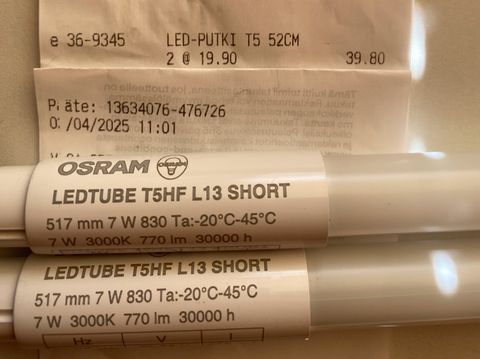 e 36-9345 LED-PUTKI T5 52CM
2 @ 19.90 39.80
13634076-476726
/04/2025 11:01
OSRAM
LEDTUBE T5HF L13 SHORT
517 mm 7 W 830 Ta:-20°C-45°C
7 W 3000K 770 lm 30000 h
LEDTUBE T5HF L13 SHORT
517 mm 7 W 830 Ta:-20°C-45°C
7 W 3000K 770 lm 30000 h
Hz V I